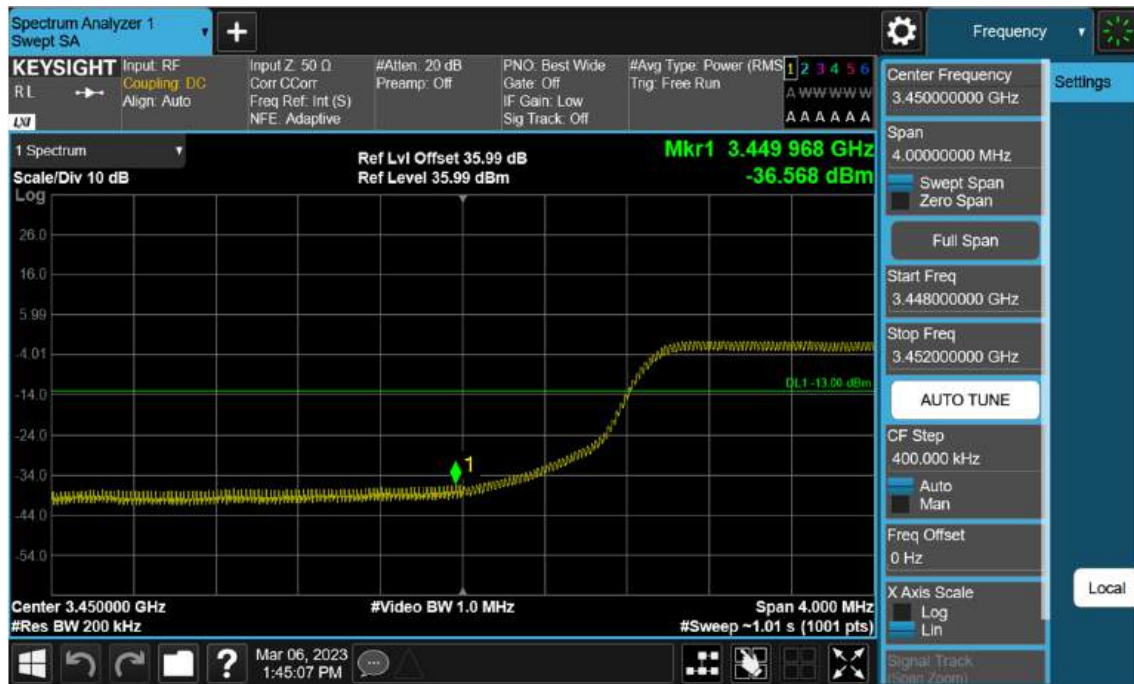 Spectrum Analyzer 1
Swept SA
+
Frequency
KEYSIGHT
RL
LXI
Input: RF
Coupling: DC
Align: Auto
Input Z: 50 Ω
Corr CCorr
Freq Ref: Int (S)
NFE: Adaptive
#Atten: 20 dB
Preamp: Off
PNO: Best Wide
Gate: Off
IF Gain: Low
Sig Track: Off
#Avg Type: Power (RMS
Trig: Free Run
1 2 3 4 5 6
A W W W W W
A A A A A A
1 Spectrum
Scale/Div 10 dB
Log
Ref Lvl Offset 35.99 dB
Ref Level 35.99 dBm
Mkr1 3.449 968 GHz
-36.568 dBm
26.0
16.0
5.99
-4.01
-14.0
-24.0
-34.0
-44.0
-54.0
DL1 -13.00 dBm
1
Center 3.450000 GHz
#Res BW 200 kHz
#Video BW 1.0 MHz
Span 4.000 MHz
#Sweep ~1.01 s (1001 pts)
Mar 06, 2023
1:45:07 PM
?
Center Frequency
3.450000000 GHz
Span
4.00000000 MHz
Swept Span
Zero Span
Full Span
Start Freq
3.448000000 GHz
Stop Freq
3.452000000 GHz
AUTO TUNE
CF Step
400.000 kHz
Auto
Man
Freq Offset
0 Hz
X Axis Scale
Log
Lin
Signal Track
(Span Zoom)
Settings
Local